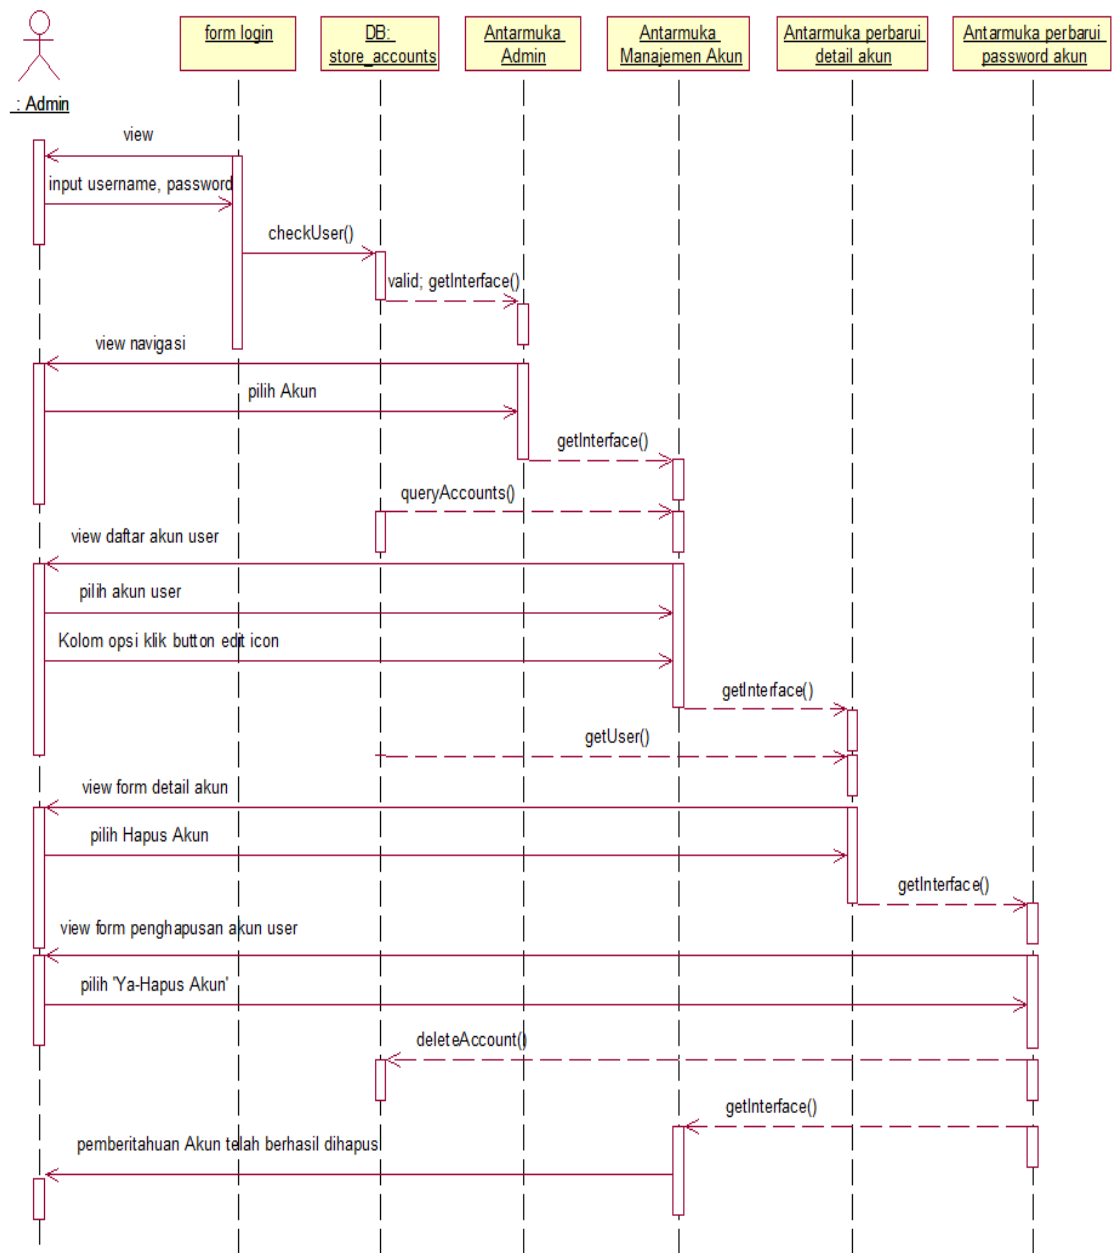 form login
DB:
store_accounts
Antarmuka
Admin
Antarmuka
Manajemen Akun
Antarmuka perbarui
detail akun
Antarmuka perbarui
password akun
: Admin
view
input username, password
checkUser()
valid; getInterface()
view navigasi
pilih Akun
getInterface()
queryAccounts()
view daftar akun user
pilih akun user
Kolom opsi klik button edit icon
getInterface()
getUser()
view form detail akun
pilih Hapus Akun
getInterface()
view form penghapusan akun user
pilih 'Ya-Hapus Akun'
deleteAccount()
getInterface()
pemberitahuan Akun telah berhasil dihapus